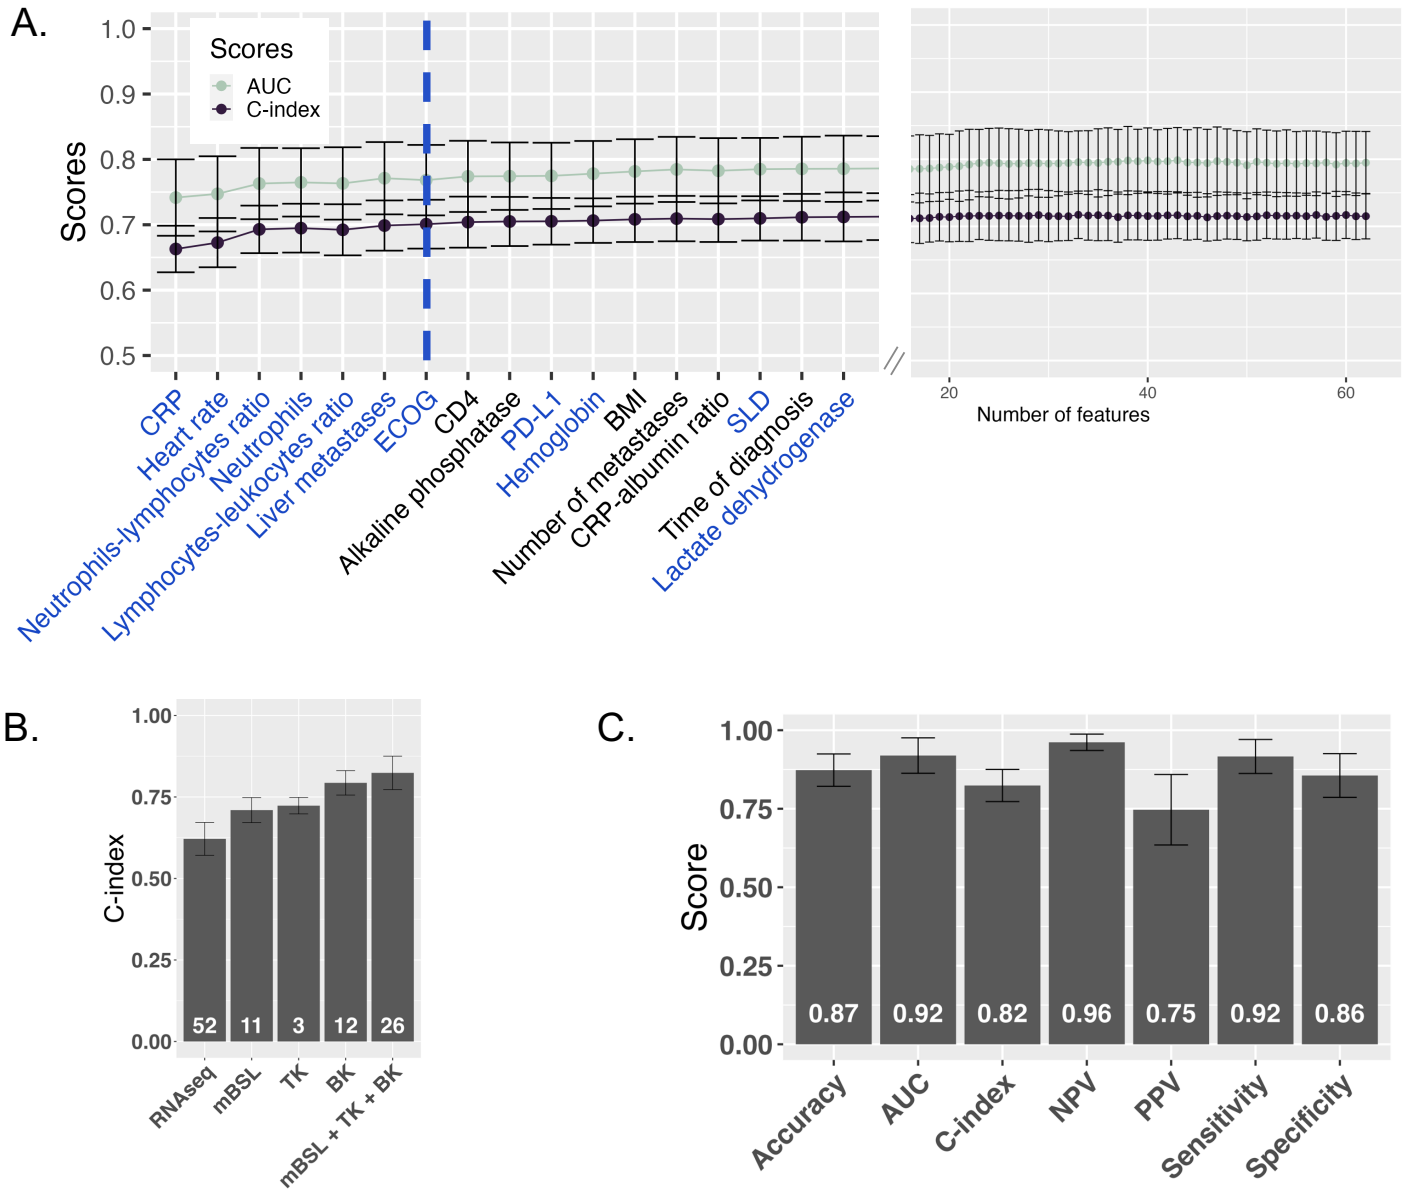 A.
Scores
AUC
C-index
Scores
1.0
0.9
0.8
0.7
0.6
0.5
CRP
Heart rate
Neutrophils-lymphocytes ratio
Neutrophils
Lymphocytes-leukocytes ratio
Liver metastases
ECOG
CD4
Alkaline phosphatase
PD-L1
Hemoglobin
BMI
Number of metastases
CRP-albumin ratio
SLD
Time of diagnosis
Lactate dehydrogenase
//
20
40
60
Number of features
B.
C-index
1.00
0.75
0.50
0.25
0.00
52
11
3
12
26
RNAseq
mBSL
TK
BK
mBSL + TK + BK
C.
Score
1.00
0.75
0.50
0.25
0.00
0.87
0.92
0.82
0.96
0.75
0.92
0.86
Accuracy
AUC
C-index
NPV
PPV
Sensitivity
Specificity